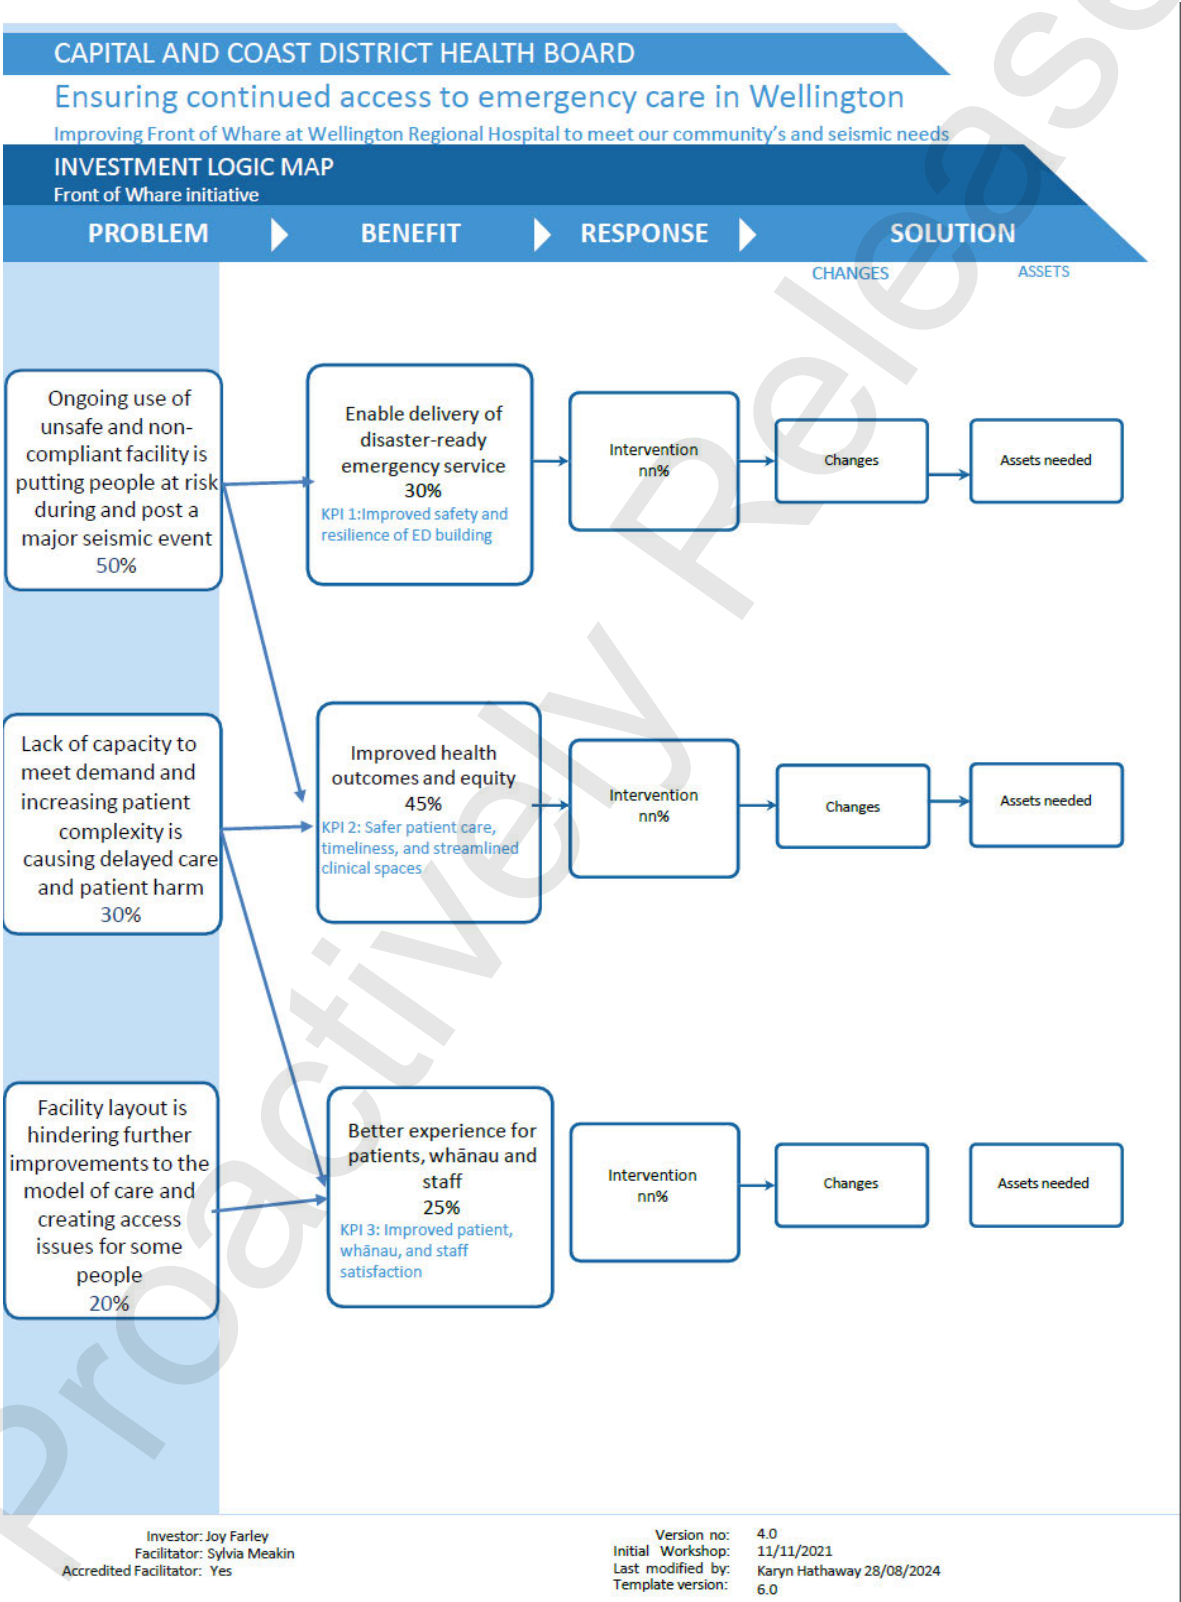 CAPITAL AND COAST DISTRICT HEALTH BOARD
Ensuring continued access to emergency care in Wellington
Improving Front of Whare at Wellington Regional Hospital to meet our community's and seismic needs
INVESTMENT LOGIC MAP
Front of Whare initiative
PROBLEM
BENEFIT
RESPONSE
SOLUTION
CHANGES
ASSETS
Ongoing use of
unsafe and non-
compliant facility is
putting people at risk
during and post a
major seismic event
50%
Enable delivery of
disaster-ready
emergency service
30%
KPI 1:Improved safety and
resilience of ED building
Intervention
nn%
Changes
Assets needed
Lack of capacity to
meet demand and
increasing patient
complexity is
causing delayed care
and patient harm
30%
Improved health
outcomes and equity
45%
KPI 2: Safer patient care,
timeliness, and streamlined
clinical spaces
Intervention
nn%
Changes
Assets needed
Facility layout is
hindering further
improvements to the
model of care and
creating access
issues for some
people
20%
Better experience for
patients, whānau and
staff
25%
KPI 3: Improved patient,
whānau, and staff
satisfaction
Intervention
nn%
Changes
Assets needed
Investor: Joy Farley
Facilitator: Sylvia Meakin
Accredited Facilitator: Yes
Version no: 4.0
Initial Workshop: 11/11/2021
Last modified by: Karyn Hathaway 28/08/2024
Template version: 6.0
Proactively Release